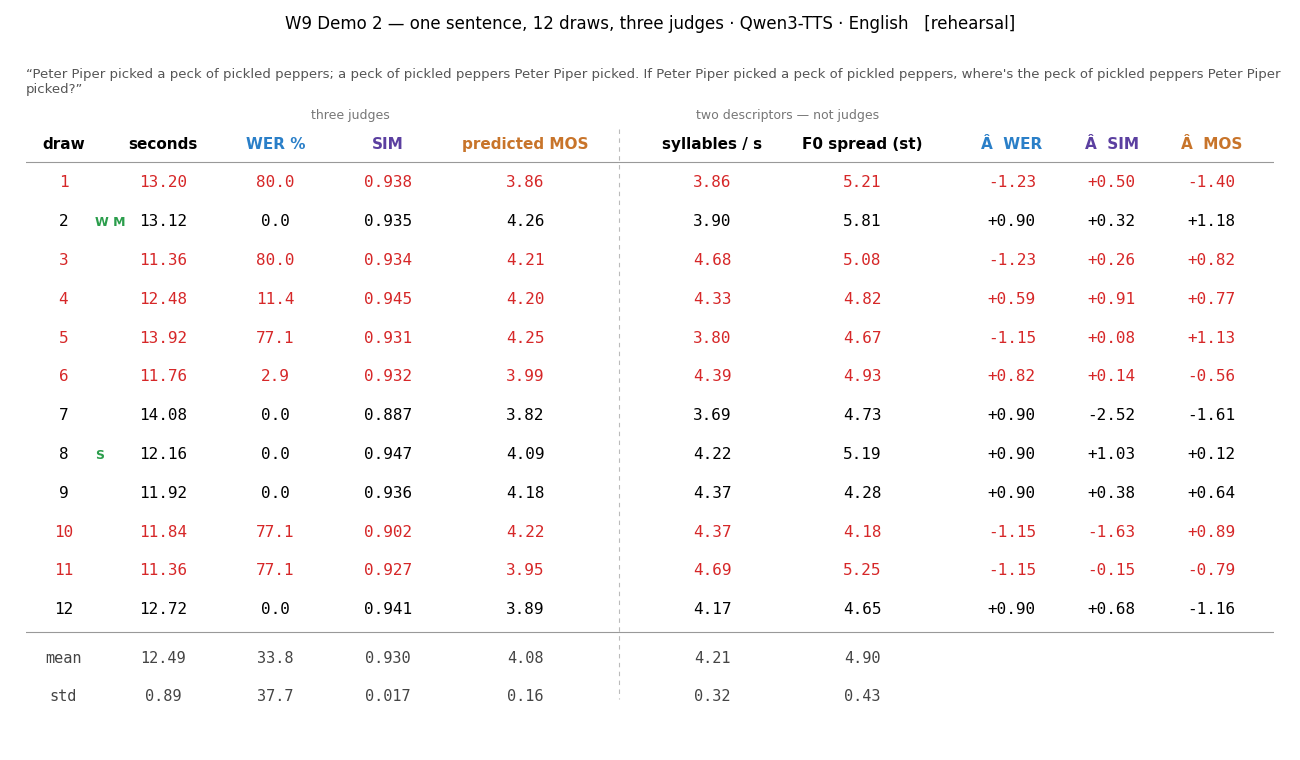 W9 Demo 2 — one sentence, 12 draws, three judges · Qwen3-TTS · English [rehearsal]
“Peter Piper picked a peck of pickled peppers; a peck of pickled peppers Peter Piper picked. If Peter Piper picked a peck of pickled peppers, where's the peck of pickled peppers Peter Piper
picked?”
three judges two descriptors — not judges
draw seconds WER % SIM predicted MOS syllables / s F0 spread (st) Â WER Â SIM Â MOS
1 13.20 80.0 0.938 3.86 3.86 5.21 -1.23 +0.50 -1.40
2 W M 13.12 0.0 0.935 4.26 3.90 5.81 +0.90 +0.32 +1.18
3 11.36 80.0 0.934 4.21 4.68 5.08 -1.23 +0.26 +0.82
4 12.48 11.4 0.945 4.20 4.33 4.82 +0.59 +0.91 +0.77
5 13.92 77.1 0.931 4.25 3.80 4.67 -1.15 +0.08 +1.13
6 11.76 2.9 0.932 3.99 4.39 4.93 +0.82 +0.14 -0.56
7 14.08 0.0 0.887 3.82 3.69 4.73 +0.90 -2.52 -1.61
8 S 12.16 0.0 0.947 4.09 4.22 5.19 +0.90 +1.03 +0.12
9 11.92 0.0 0.936 4.18 4.37 4.28 +0.90 +0.38 +0.64
10 11.84 77.1 0.902 4.22 4.37 4.18 -1.15 -1.63 +0.89
11 11.36 77.1 0.927 3.95 4.69 5.25 -1.15 -0.15 -0.79
12 12.72 0.0 0.941 3.89 4.17 4.65 +0.90 +0.68 -1.16
mean 12.49 33.8 0.930 4.08 4.21 4.90
std 0.89 37.7 0.017 0.16 0.32 0.43